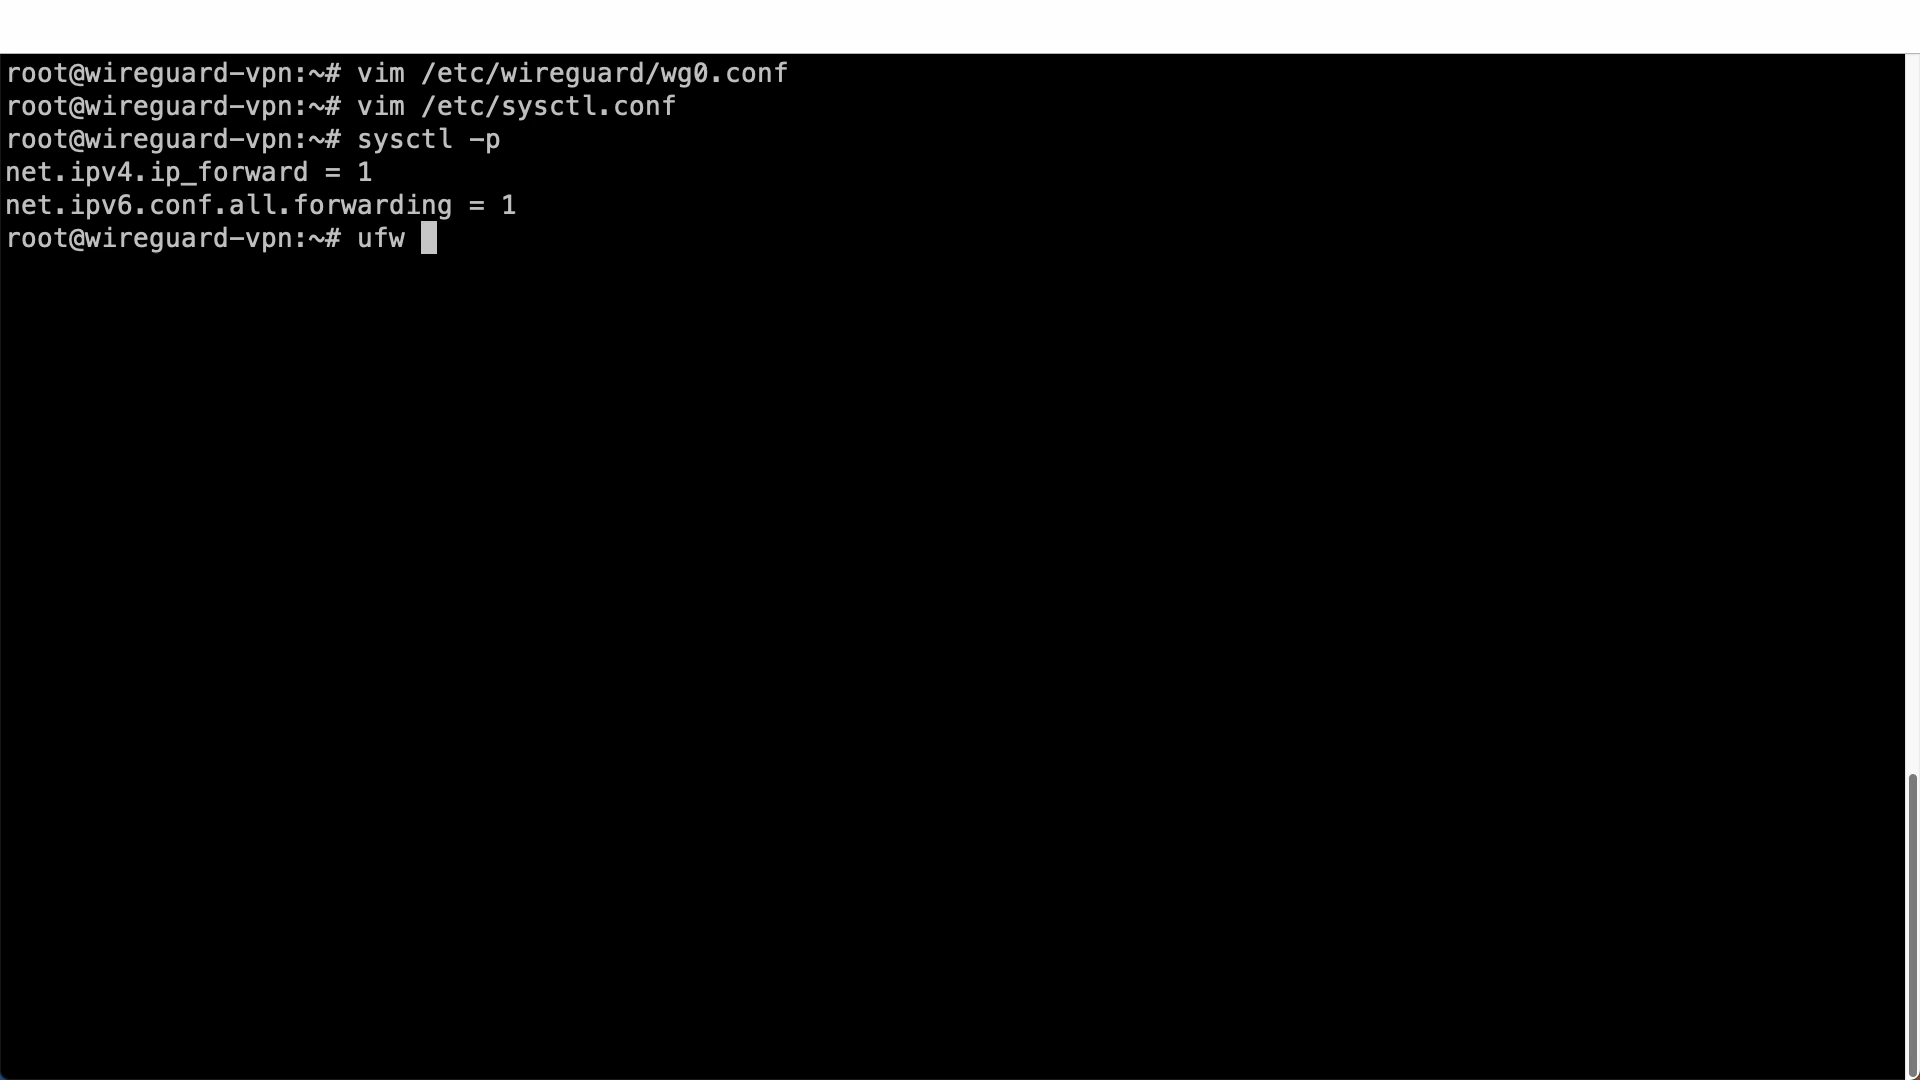 root@wireguard-vpn:~# vim /etc/wireguard/wg0.conf
root@wireguard-vpn:~# vim /etc/sysctl.conf
root@wireguard-vpn:~# sysctl -p
net.ipv4.ip_forward = 1
net.ipv6.conf.all.forwarding = 1
root@wireguard-vpn:~# ufw